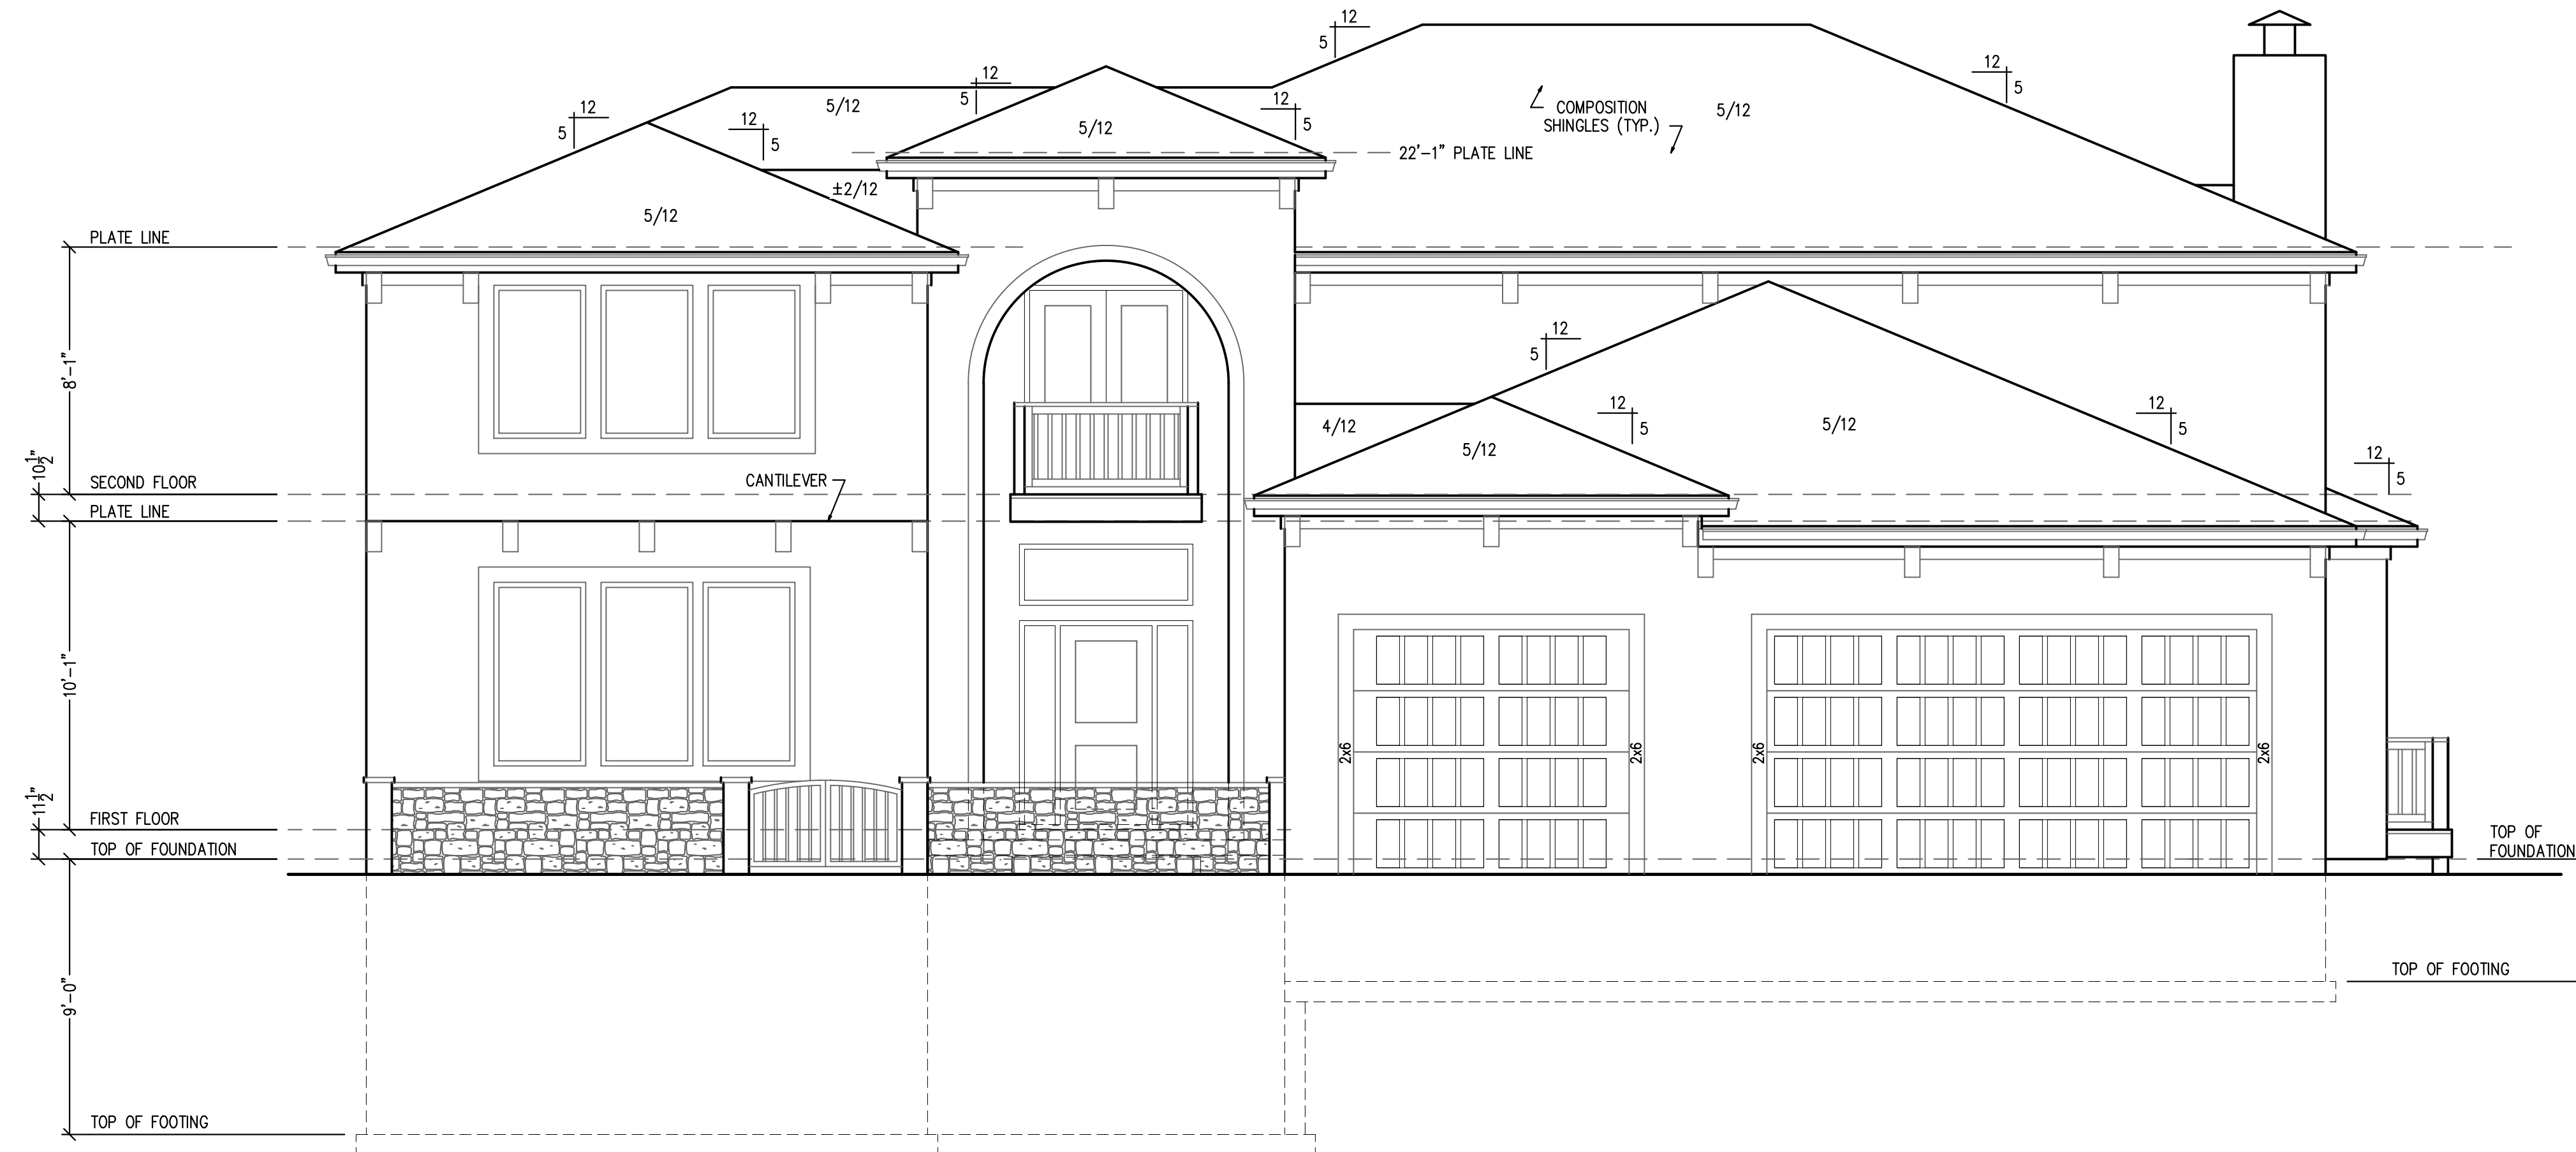 12
5
12
5
12
5
12
5
12
5
12
5
5/12
5/12
COMPOSITION
SHINGLES (TYP.)
5/12
22'-1" PLATE LINE
±2/12
5/12
PLATE LINE
12
5
8'-1"
12
5
12
5
4/12
5/12
5/12
12
5
10 1/2"
SECOND FLOOR
CANTILEVER
PLATE LINE
10'-1"
2x6
2x6
2x6
2x6
11 1/2"
FIRST FLOOR
TOP OF FOUNDATION
TOP OF
FOUNDATION
9'-0"
TOP OF FOOTING
TOP OF FOOTING